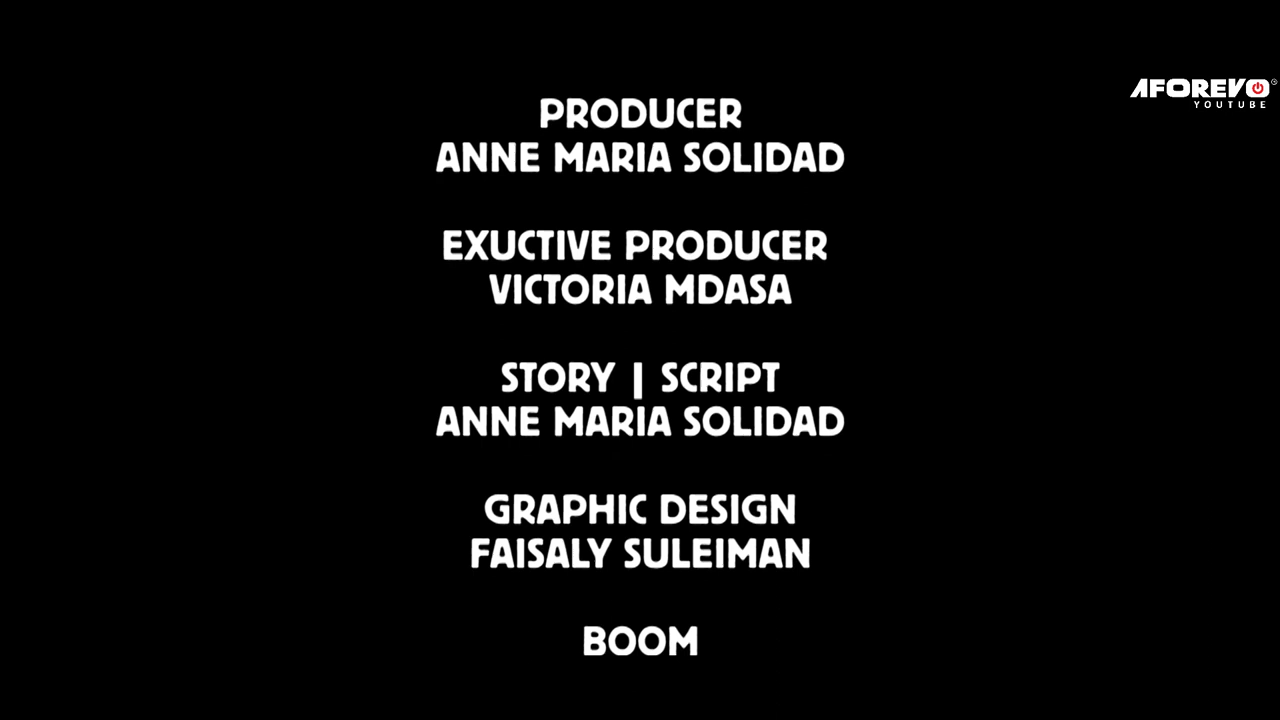 AFOREVO
YOUTUBE
PRODUCER
ANNE MARIA SOLIDAD
EXUCTIVE PRODUCER
VICTORIA MDASA
STORY | SCRIPT
ANNE MARIA SOLIDAD
GRAPHIC DESIGN
FAISALY SULEIMAN
BOOM